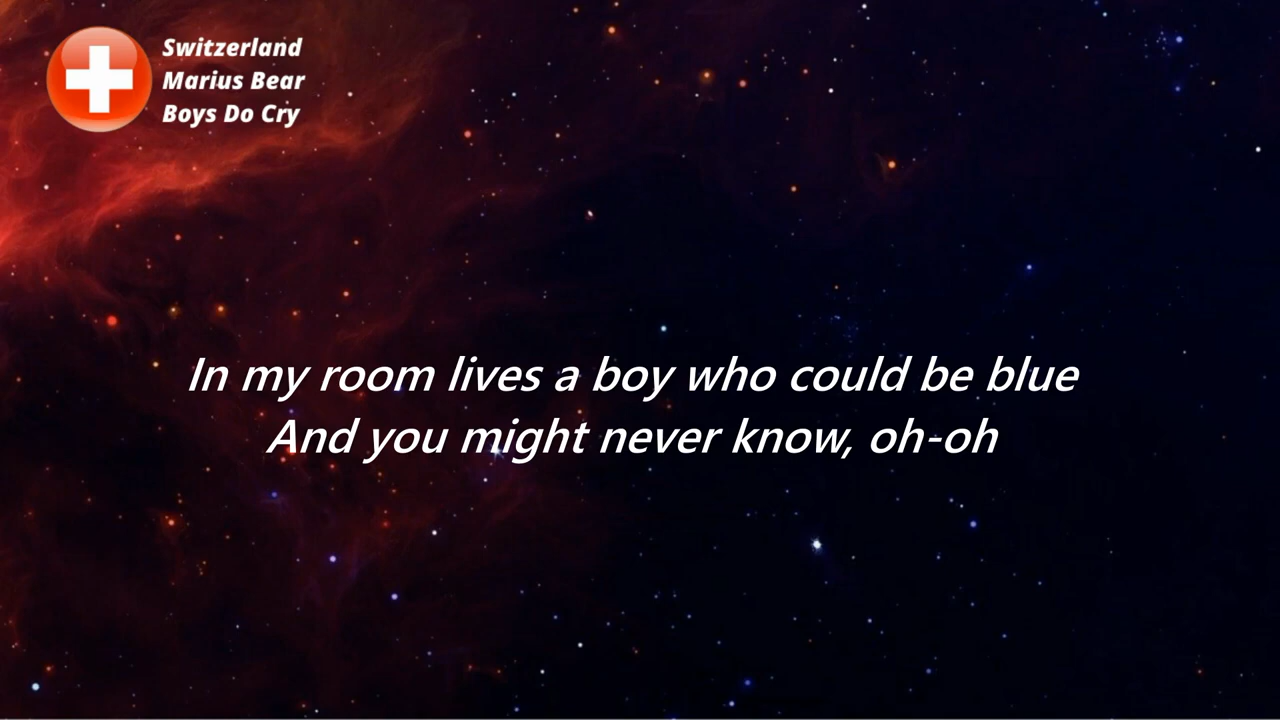 Switzerland
Marius Bear
Boys Do Cry
In my room lives a boy who could be blue
And you might never know, oh-oh